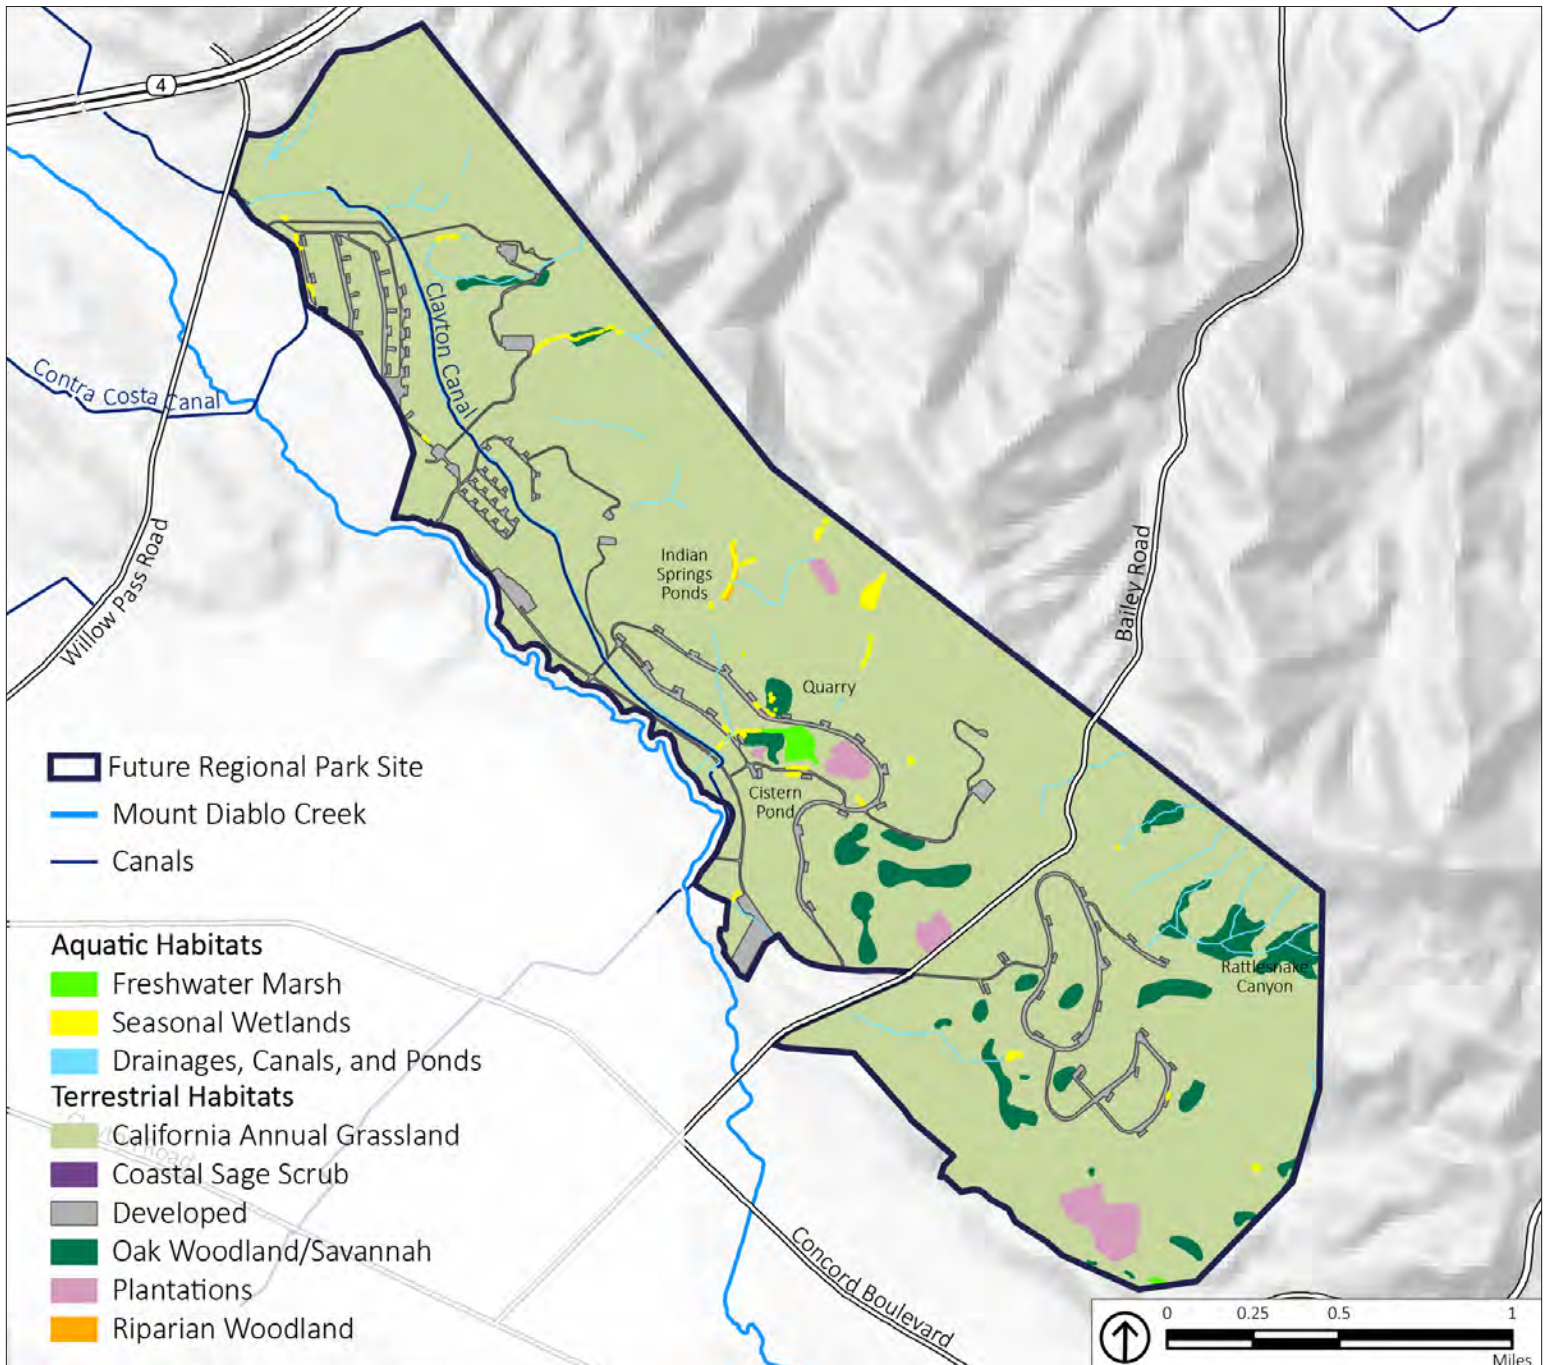 4
Clayton Canal
Contra Costa Canal
Willow Pass Road
Indian
Springs
Ponds
Bailey Road
Quarry
Cistern
Pond
Rattlesnake
Canyon
Concord Boulevard
Future Regional Park Site
Mount Diablo Creek
Canals
Aquatic Habitats
Freshwater Marsh
Seasonal Wetlands
Drainages, Canals, and Ponds
Terrestrial Habitats
Clayton Road
California Annual Grassland
Coastal Sage Scrub
Developed
Oak Woodland/Savannah
Plantations
Riparian Woodland
0 0.25 0.5 1
Miles